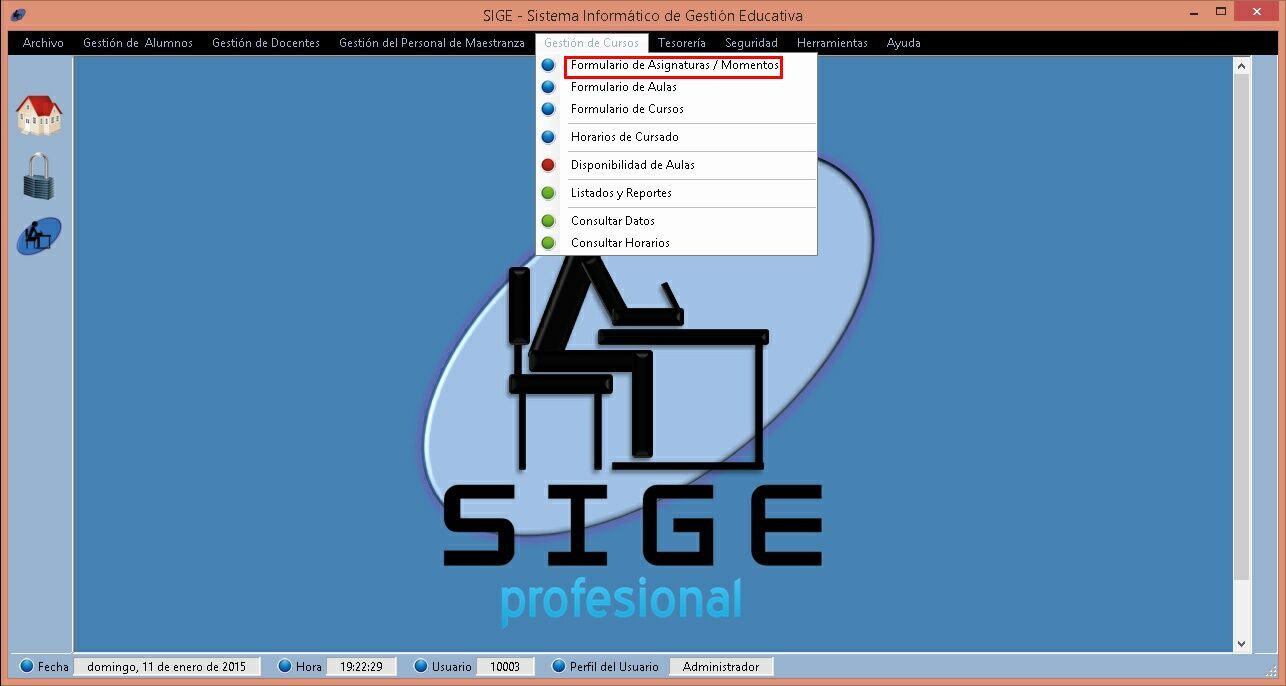 SIGE - Sistema Informático de Gestión Educativa
Archivo Gestión de Alumnos Gestión de Docentes Gestión del Personal de Maestranza Gestión de Cursos Tesorería Seguridad Herramientas Ayuda
Formulario de Asignaturas / Momentos
Formulario de Aulas
Formulario de Cursos
Horarios de Cursado
Disponibilidad de Aulas
Listados y Reportes
Consultar Datos
Consultar Horarios
SIGE
profesional
Fecha domingo, 11 de enero de 2015 Hora 19:22:29 Usuario 10003 Perfil del Usuario Administrador